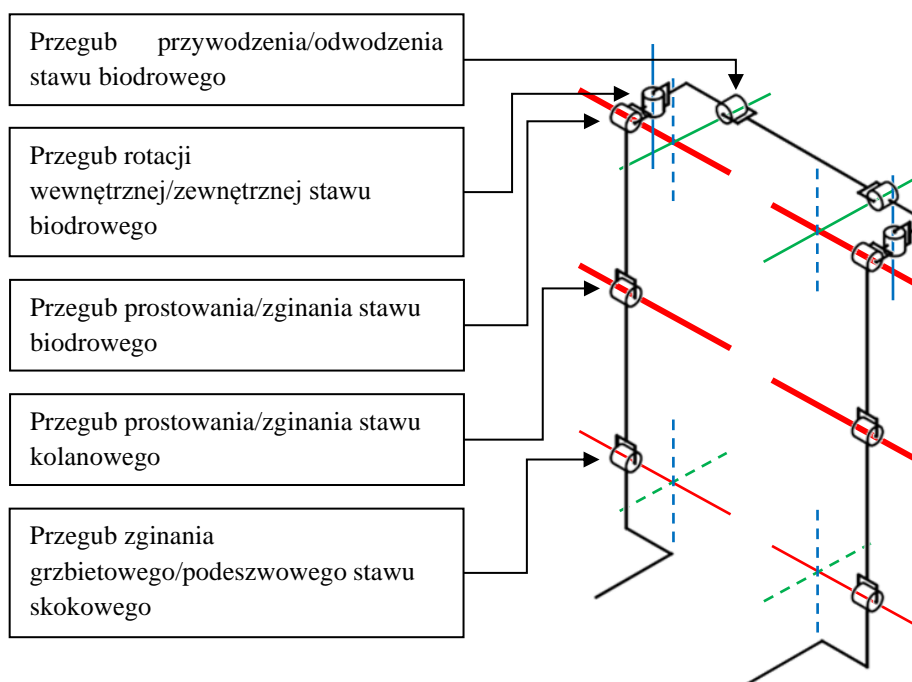 Przegub przywodzenia/odwodzenia
stawu biodrowego
Przegub rotacji
wewnętrznej/zewnętrznej stawu
biodrowego
Przegub prostowania/zginania stawu
biodrowego
Przegub prostowania/zginania stawu
kolanowego
Przegub zginania
grzbietowego/podeszwowego stawu
skokowego